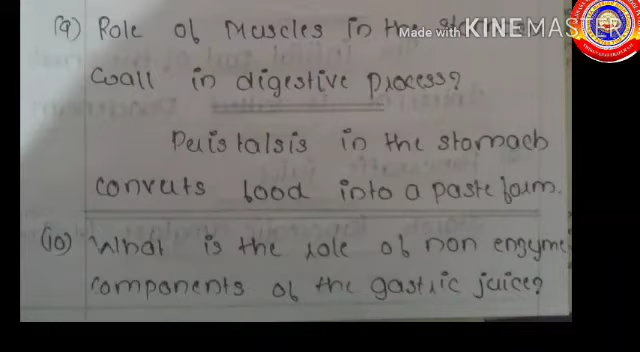 (9) Role of Muscles in the
Made with KINEMASTER
wall in digestive process?
Peristalsis in the stomach
converts food into a paste form.
(10) What is the role of non enzyme
components of the gastric juice?